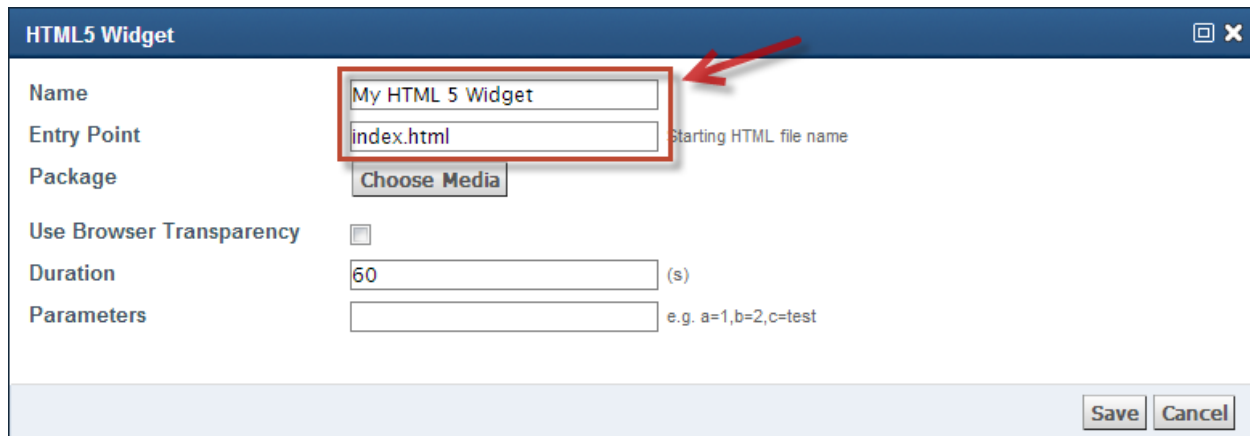 HTML5 Widget
Name My HTML 5 Widget
Entry Point index.html Starting HTML file name
Package Choose Media
Use Browser Transparency
Duration 60 (s)
Parameters e.g. a=1,b=2,c=test
Save Cancel